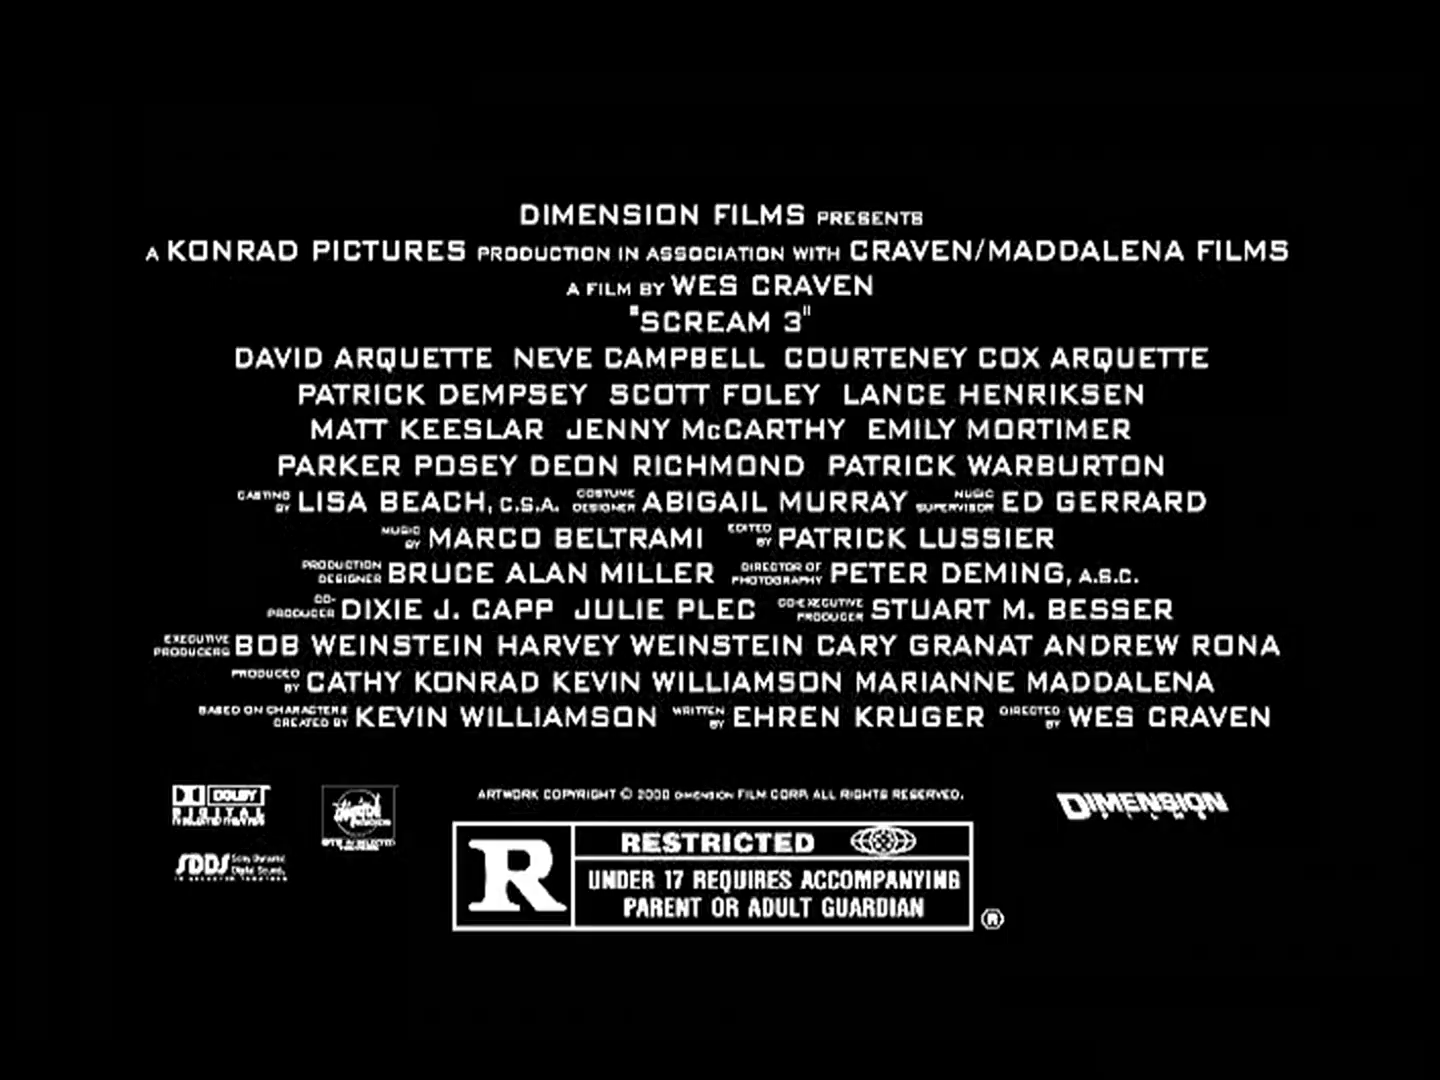 DIMENSION FILMS PRESENTS
A KONRAD PICTURES PRODUCTION IN ASSOCIATION WITH CRAVEN/MADDALENA FILMS
A FILM BY WES CRAVEN
"SCREAM 3"
DAVID ARQUETTE NEVE CAMPBELL COURTENEY COX ARQUETTE
PATRICK DEMPSEY SCOTT FOLEY LANCE HENRIKSEN
MATT KEESLAR JENNY McCARTHY EMILY MORTIMER
PARKER POSEY DEON RICHMOND PATRICK WARBURTON
CASTING BY LISA BEACH, C.S.A. COSTUME DESIGNER ABIGAIL MURRAY MUSIC SUPERVISOR ED GERRARD
MUSIC BY MARCO BELTRAMI EDITED BY PATRICK LUSSIER
PRODUCTION DESIGNER BRUCE ALAN MILLER DIRECTOR OF PHOTOGRAPHY PETER DEMING, A.S.C.
CO-PRODUCER DIXIE J. CAPP JULIE PLEC CO-EXECUTIVE PRODUCER STUART M. BESSER
EXECUTIVE PRODUCERS BOB WEINSTEIN HARVEY WEINSTEIN CARY GRANAT ANDREW RONA
PRODUCED BY CATHY KONRAD KEVIN WILLIAMSON MARIANNE MADDALENA
BASED ON CHARACTERS CREATED BY KEVIN WILLIAMSON WRITTEN BY EHREN KRUGER DIRECTED BY WES CRAVEN
DOLBY
DIGITAL
SDDS Sony Dynamic Digital Sound
ARTWORK COPYRIGHT © 2000 DIMENSION FILM CORP. ALL RIGHTS RESERVED.
DIMENSION
R
RESTRICTED
UNDER 17 REQUIRES ACCOMPANYING
PARENT OR ADULT GUARDIAN
®